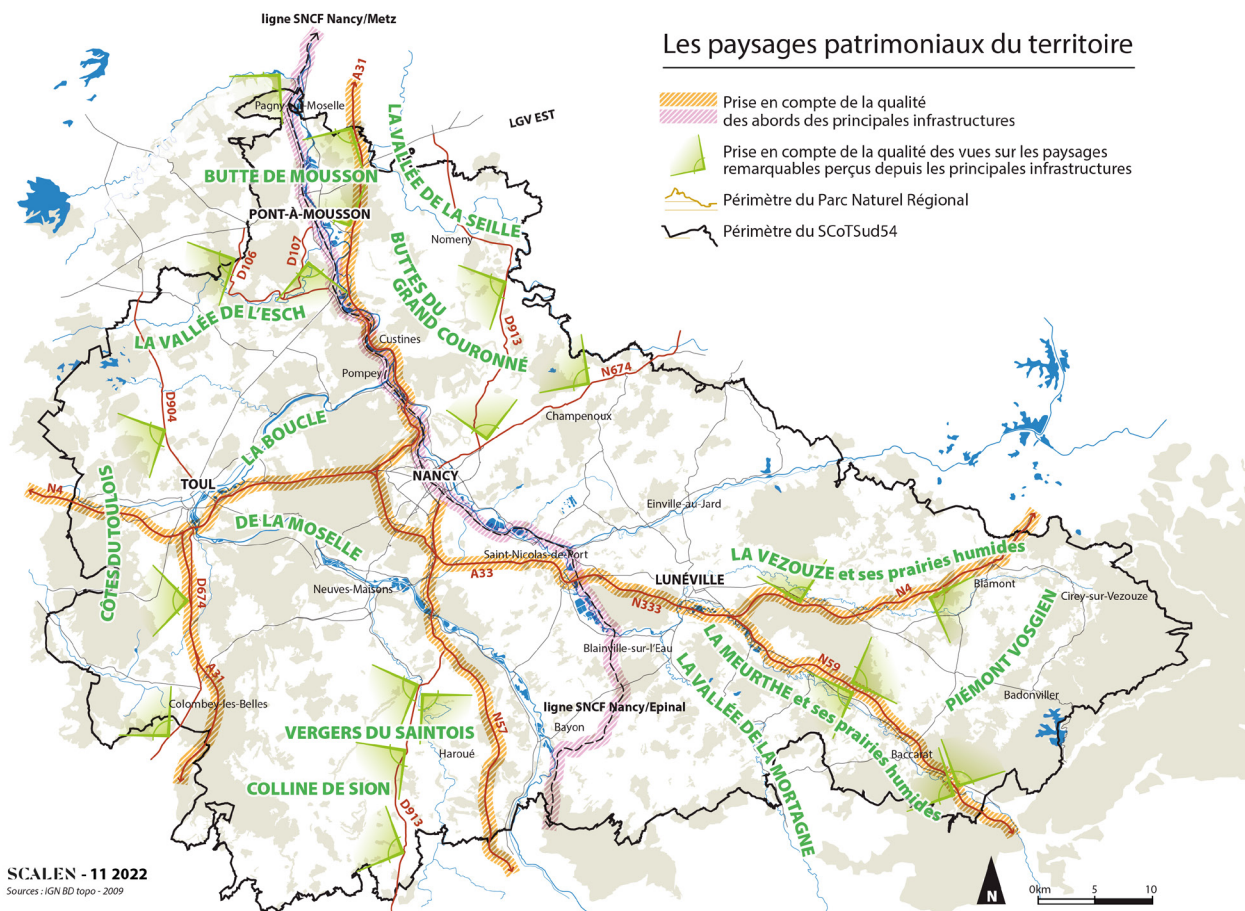 ligne SNCF Nancy/Metz
Les paysages patrimoniaux du territoire
Prise en compte de la qualité
des abords des principales infrastructures
Prise en compte de la qualité des vues sur les paysages
remarquables perçus depuis les principales infrastructures
Périmètre du Parc Naturel Régional
Périmètre du SCoTSud54
A31
Pagny-sur-Moselle
LGV EST
LA VALLÉE DE LA SEILLE
BUTTE DE MOUSSON
PONT-À-MOUSSON
Nomeny
D107
D106
BUTTES DU
GRAND COURONNÉ
LA VALLÉE DE L'ESCH
D913
Custines
Pompey
N674
D904
Champenoux
LA BOUCLE
DE LA MOSELLE
TOUL
NANCY
N4
CÔTES DU TOULOIS
Einville-au-Jard
Saint-Nicolas-de-Port
A33
LUNÉVILLE
LA VEZOUZE et ses prairies humides
N4
Blâmont
Cirey-sur-Vezouze
D674
Neuves-Maisons
N333
Blainville-sur-l'Eau
LA MEURTHE et ses prairies humides
N59
PIÉMONT VOSGIEN
LA VALLÉE DE LA MORTAGNE
A31
Colombey-les-Belles
Badonviller
ligne SNCF Nancy/Epinal
Bayon
VERGERS DU SAINTOIS
N57
Haroué
Baccarat
COLLINE DE SION
D913
SCALEN - 11 2022
Sources : IGN BD topo - 2009
N
0km 5 10